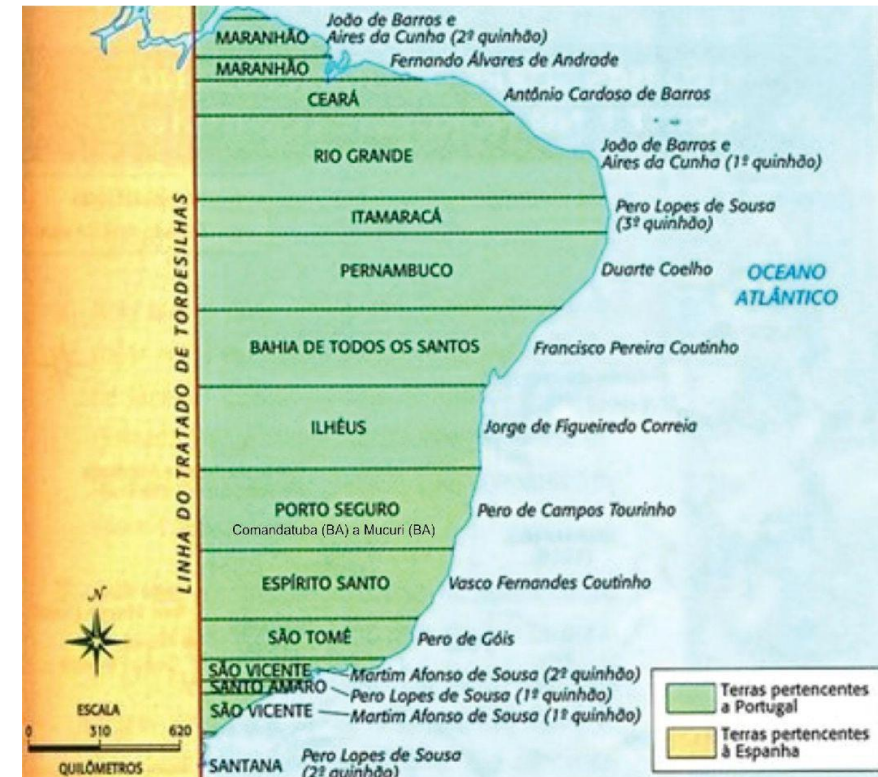 João de Barros e
MARANHÃO Aires da Cunha (2º quinhão)
MARANHÃO Fernando Álvares de Andrade
CEARÁ Antônio Cardoso de Barros
João de Barros e
RIO GRANDE Aires da Cunha (1º quinhão)
Pero Lopes de Sousa
ITAMARACÁ (3º quinhão)
PERNAMBUCO Duarte Coelho
OCEANO
ATLÂNTICO
BAHIA DE TODOS OS SANTOS Francisco Pereira Coutinho
ILHÉUS Jorge de Figueiredo Correia
PORTO SEGURO Pero de Campos Tourinho
Comandatuba (BA) a Mucuri (BA)
ESPÍRITO SANTO Vasco Fernandes Coutinho
SÃO TOMÉ Pero de Góis
SÃO VICENTE Martim Afonso de Sousa (2º quinhão)
SANTO AMARO Pero Lopes de Sousa (1º quinhão)
SÃO VICENTE Martim Afonso de Sousa (1º quinhão)
SANTANA Pero Lopes de Sousa
(2º quinhão)
LINHA DO TRATADO DE TORDESILHAS
N
ESCALA
0 310 620
QUILÔMETROS
Terras pertencentes
a Portugal
Terras pertencentes
à Espanha